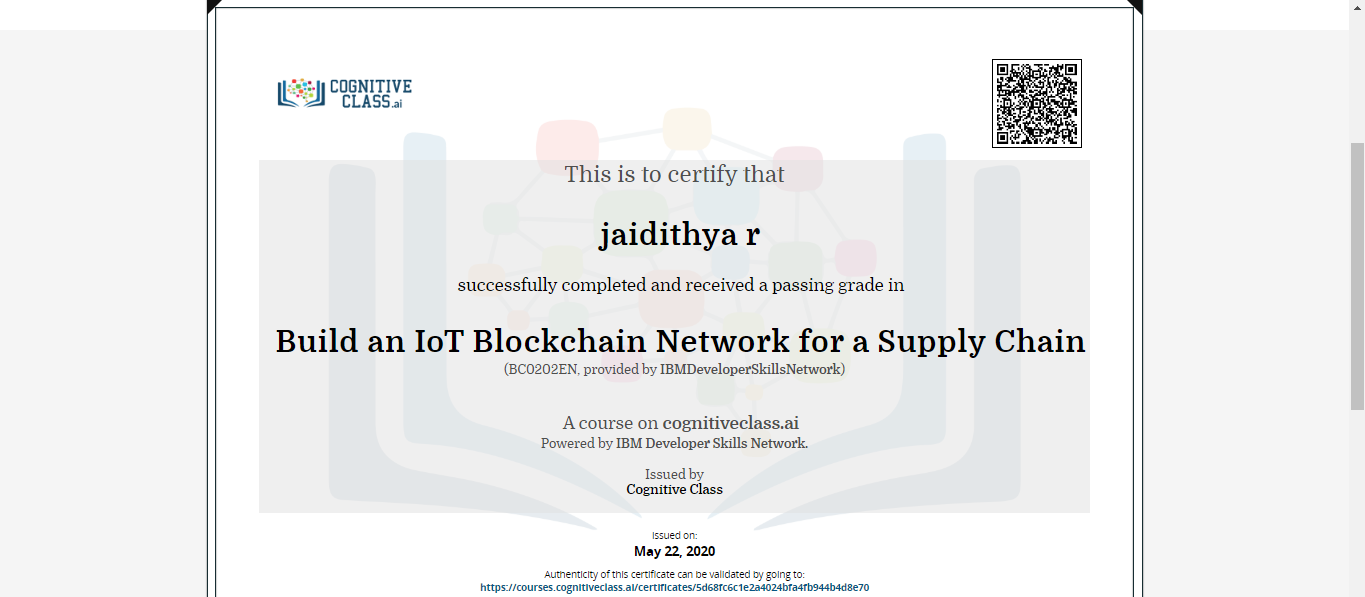 COGNITIVE
CLASS.ai
This is to certify that
jaidithya r
successfully completed and received a passing grade in
Build an IoT Blockchain Network for a Supply Chain
(BC0202EN, provided by IBMDeveloperSkillsNetwork)
A course on cognitiveclass.ai
Powered by IBM Developer Skills Network.
Issued by
Cognitive Class
Issued on:
May 22, 2020
Authenticity of this certificate can be validated by going to:
https://courses.cognitiveclass.ai/certificates/5d68fc6c1e2a4024bfa4fb944b4d8e70